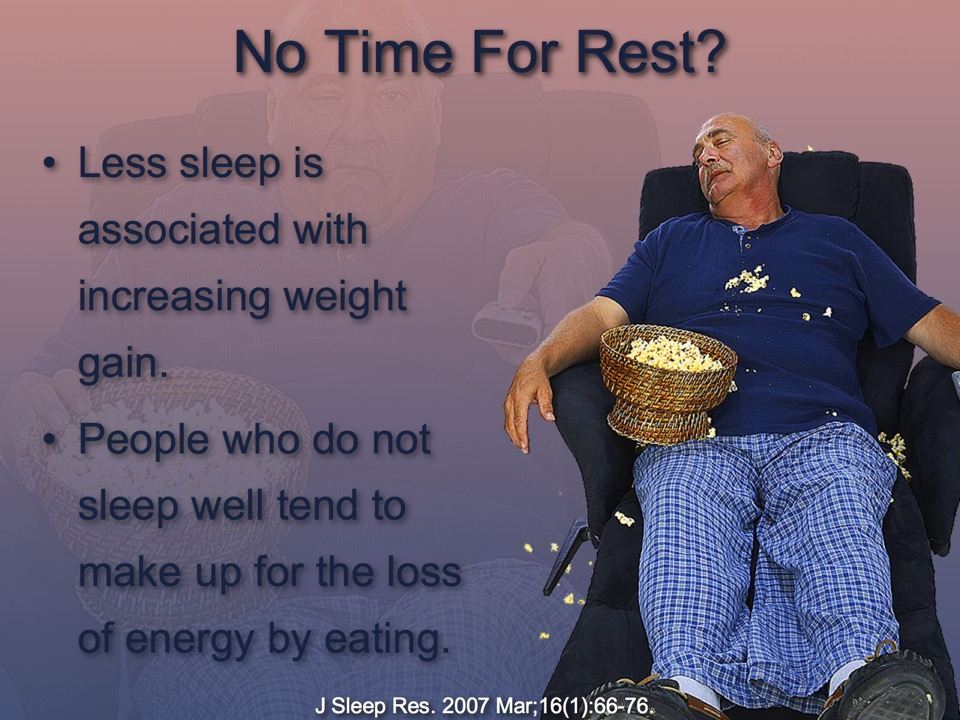 No Time For Rest?
• Less sleep is
associated with
increasing weight
gain.
• People who do not
sleep well tend to
make up for the loss
of energy by eating.
J Sleep Res. 2007 Mar;16(1):66-76.